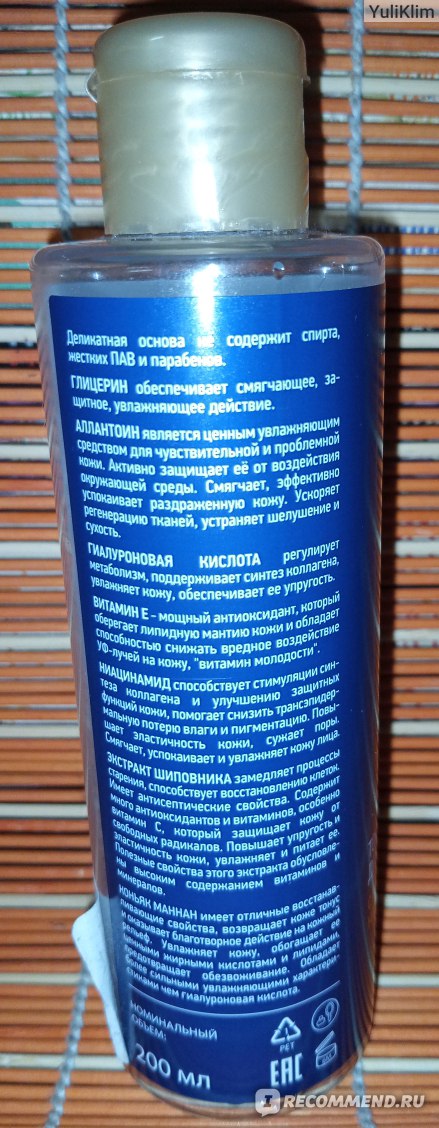 YuliKlim
Деликатная основа не содержит спирта,
жестких ПАВ и парабенов.
ГЛИЦЕРИН обеспечивает смягчающее, за-
щитное, увлажняющее действие.
АЛЛАНТОИН является ценным увлажняющим
средством для чувствительной и проблемной
кожи. Активно защищает её от воздействия
окружающей среды. Смягчает, эффективно
успокаивает раздраженную кожу. Ускоряет
регенерацию тканей, устраняет шелушение и
сухость.
ГИАЛУРОНОВАЯ КИСЛОТА регулирует
метаболизм, поддерживает синтез коллагена,
увлажняет кожу, обеспечивает ее упругость.
ВИТАМИН Е – мощный антиоксидант, который
оберегает липидную мантию кожи и обладает
способностью снижать вредное воздействие
УФ-лучей на кожу, "витамин молодости".
НИАЦИНАМИД способствует стимуляции син-
теза коллагена и улучшению защитных
функций кожи, помогает снизить трансэпидер-
мальную потерю влаги и пигментацию. Повы-
шает эластичность кожи, сужает поры.
Смягчает, успокаивает и увлажняет кожу лица.
ЭКСТРАКТ ШИПОВНИКА замедляет процессы
старения, способствует восстановлению клеток.
Имеет антисептические свойства. Содержит
много антиоксидантов и витаминов, особенно
витамин С, который защищает кожу от
свободных радикалов. Повышает упругость и
эластичность кожи, увлажняет и питает ее.
Полезные свойства этого экстракта обусловле-
ны высоким содержанием витаминов и
минералов.
КОНЬЯК МАННАН имеет отличные восстанав-
ливающие свойства, возвращает коже тонус
и оказывает благотворное действие на кожный
рельеф. Увлажняет кожу, обогащает ее
ценными жирными кислотами и липидами,
предотвращает обезвоживание. Обладает
более сильными увлажняющими характери-
стиками чем гиалуроновая кислота.
НОМИНАЛЬНЫЙ
ОБЪЕМ:
200 МЛ
PET
EAC
IRECOMMEND.RU